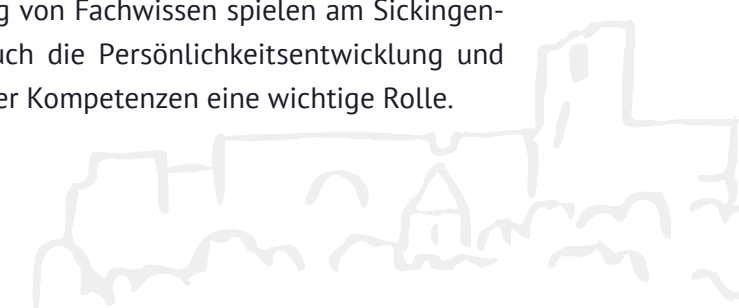 g von Fachwissen spielen am Sickingen-
uch die Persönlichkeitsentwicklung und
er Kompetenzen eine wichtige Rolle.